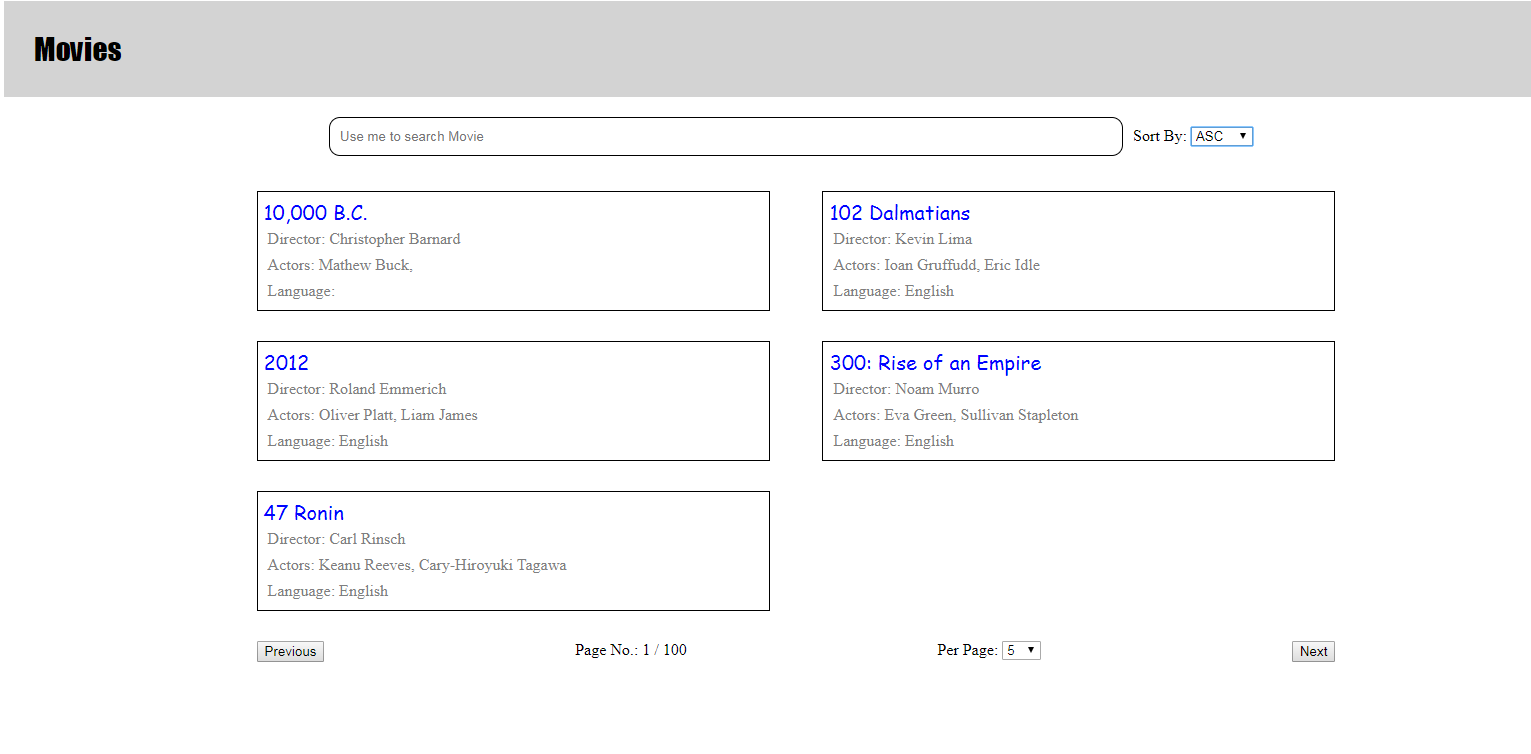 Movies
Use me to search Movie
Sort By: ASC
10,000 B.C.
Director: Christopher Barnard
Actors: Mathew Buck,
Language:
102 Dalmatians
Director: Kevin Lima
Actors: Ioan Gruffudd, Eric Idle
Language: English
2012
Director: Roland Emmerich
Actors: Oliver Platt, Liam James
Language: English
300: Rise of an Empire
Director: Noam Murro
Actors: Eva Green, Sullivan Stapleton
Language: English
47 Ronin
Director: Carl Rinsch
Actors: Keanu Reeves, Cary-Hiroyuki Tagawa
Language: English
Previous
Page No.: 1 / 100
Per Page: 5
Next